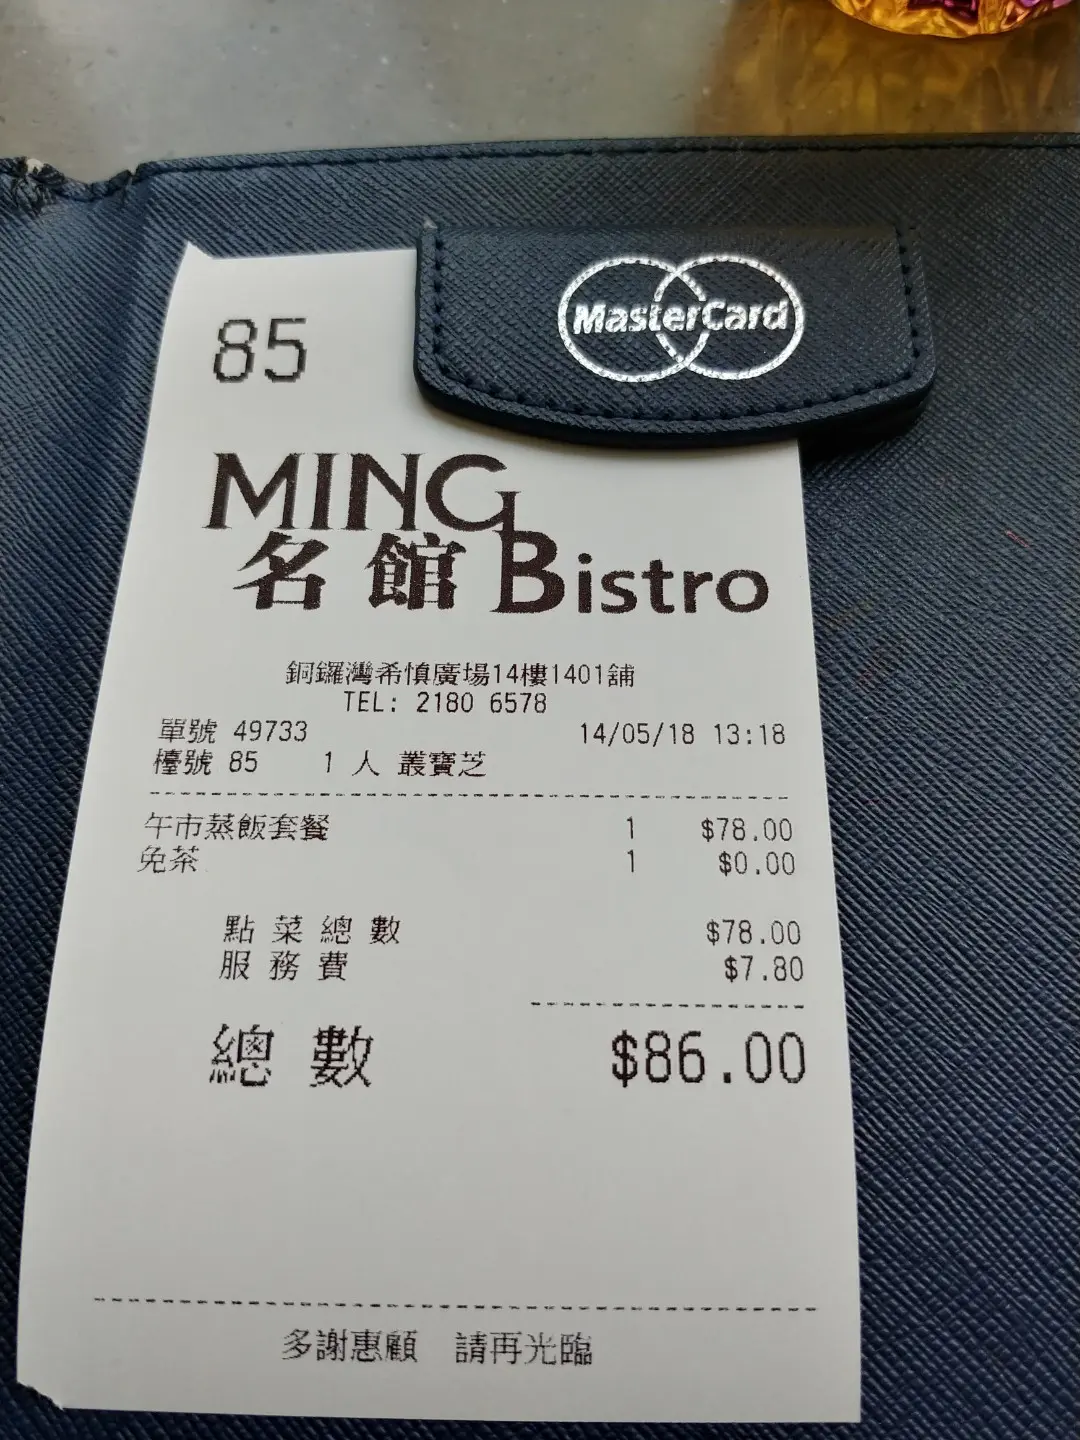 MasterCard
85
MING
名館 Bistro
銅鑼灣希慎廣場14樓1401舖
TEL: 2180 6578
單號 49733 14/05/18 13:18
檯號 85 1 人 叢寶芝
午市蒸飯套餐 1 $78.00
免茶 1 $0.00
點菜總數 $78.00
服務費 $7.80
總數 $86.00
多謝惠顧 請再光臨